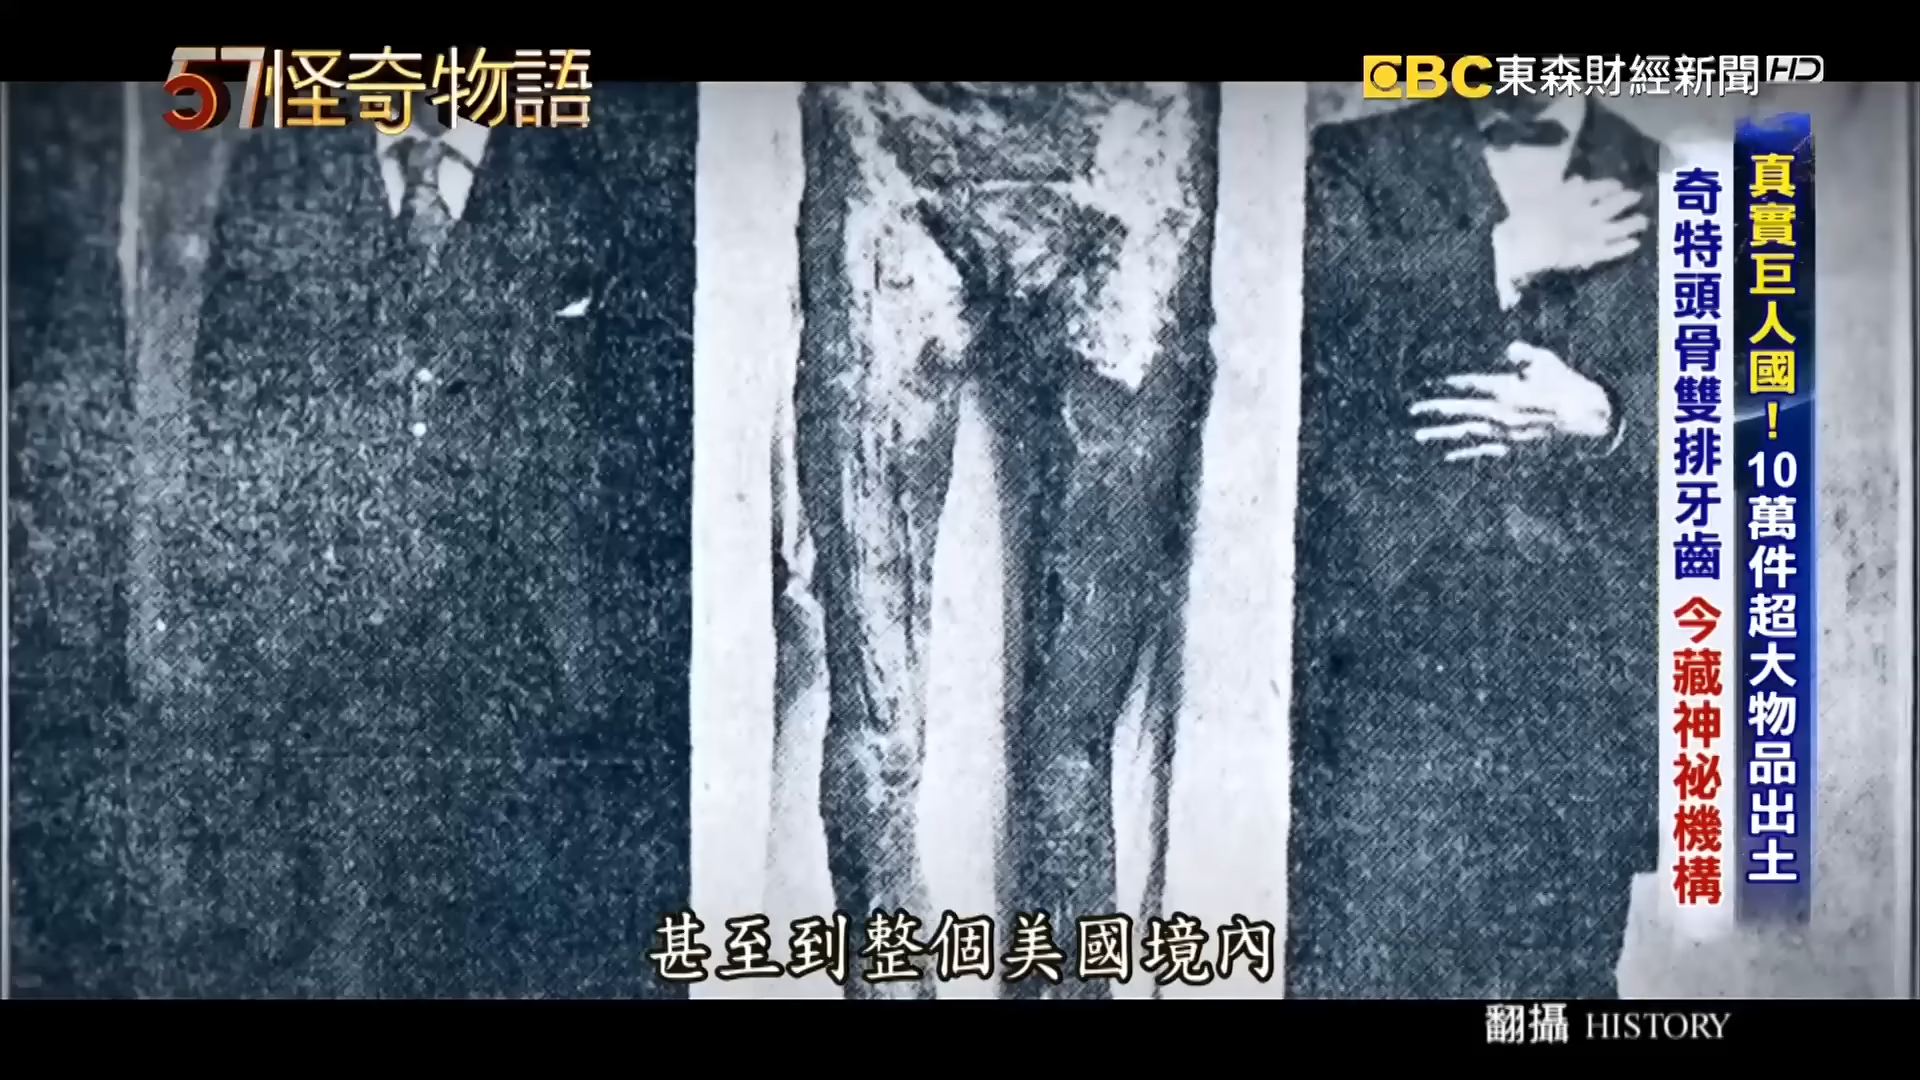 57怪奇物語
EBC東森財經新聞HD
真實巨人國！10萬件超大物品出土
奇特頭骨雙排牙齒 今藏神祕機構
甚至到整個美國境內
翻攝 HISTORY